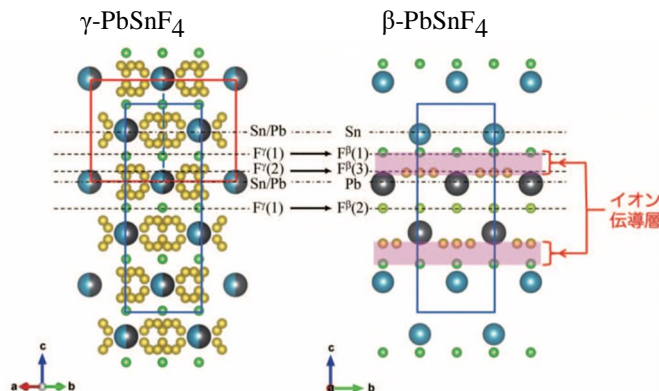 γ-PbSnF4
β-PbSnF4
Sn/Pb
Sn
Fγ(1)
Fβ(1)
Fγ(2)
Fβ(3)
Sn/Pb
Pb
Fγ(1)
Fβ(2)
イオン
伝導層
c
a
b
c
a
b